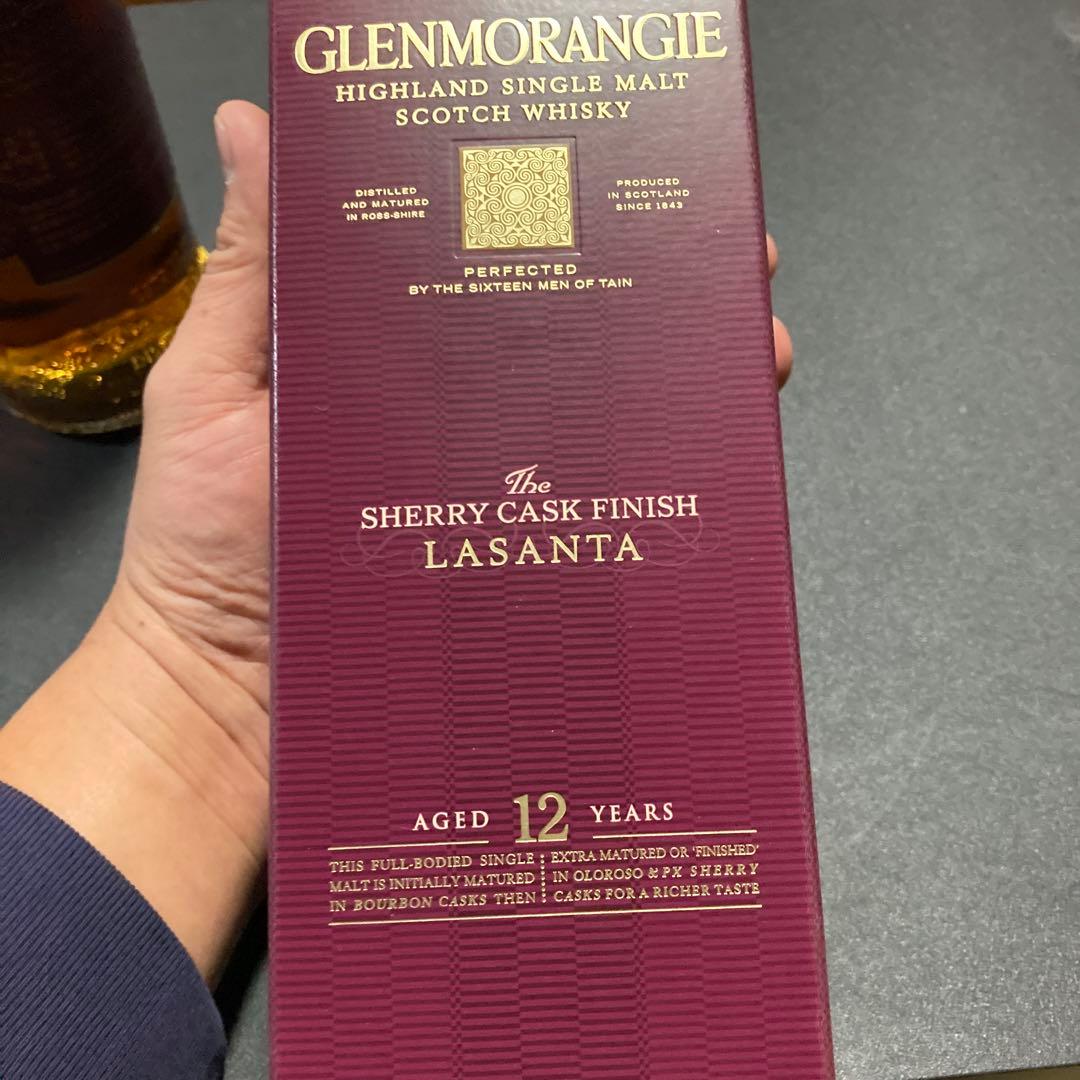 GLENMORANGIE
HIGHLAND SINGLE MALT
SCOTCH WHISKY
DISTILLED
AND MATURED
IN ROSS-SHIRE
PRODUCED
IN SCOTLAND
SINCE 1843
PERFECTED
BY THE SIXTEEN MEN OF TAIN
The
SHERRY CASK FINISH
LASANTA
AGED 12 YEARS
THIS FULL-BODIED SINGLE
MALT IS INITIALLY MATURED
IN BOURBON CASKS THEN
EXTRA MATURED OR 'FINISHED'
IN OLOROSO & PX SHERRY
CASKS FOR A RICHER TASTE